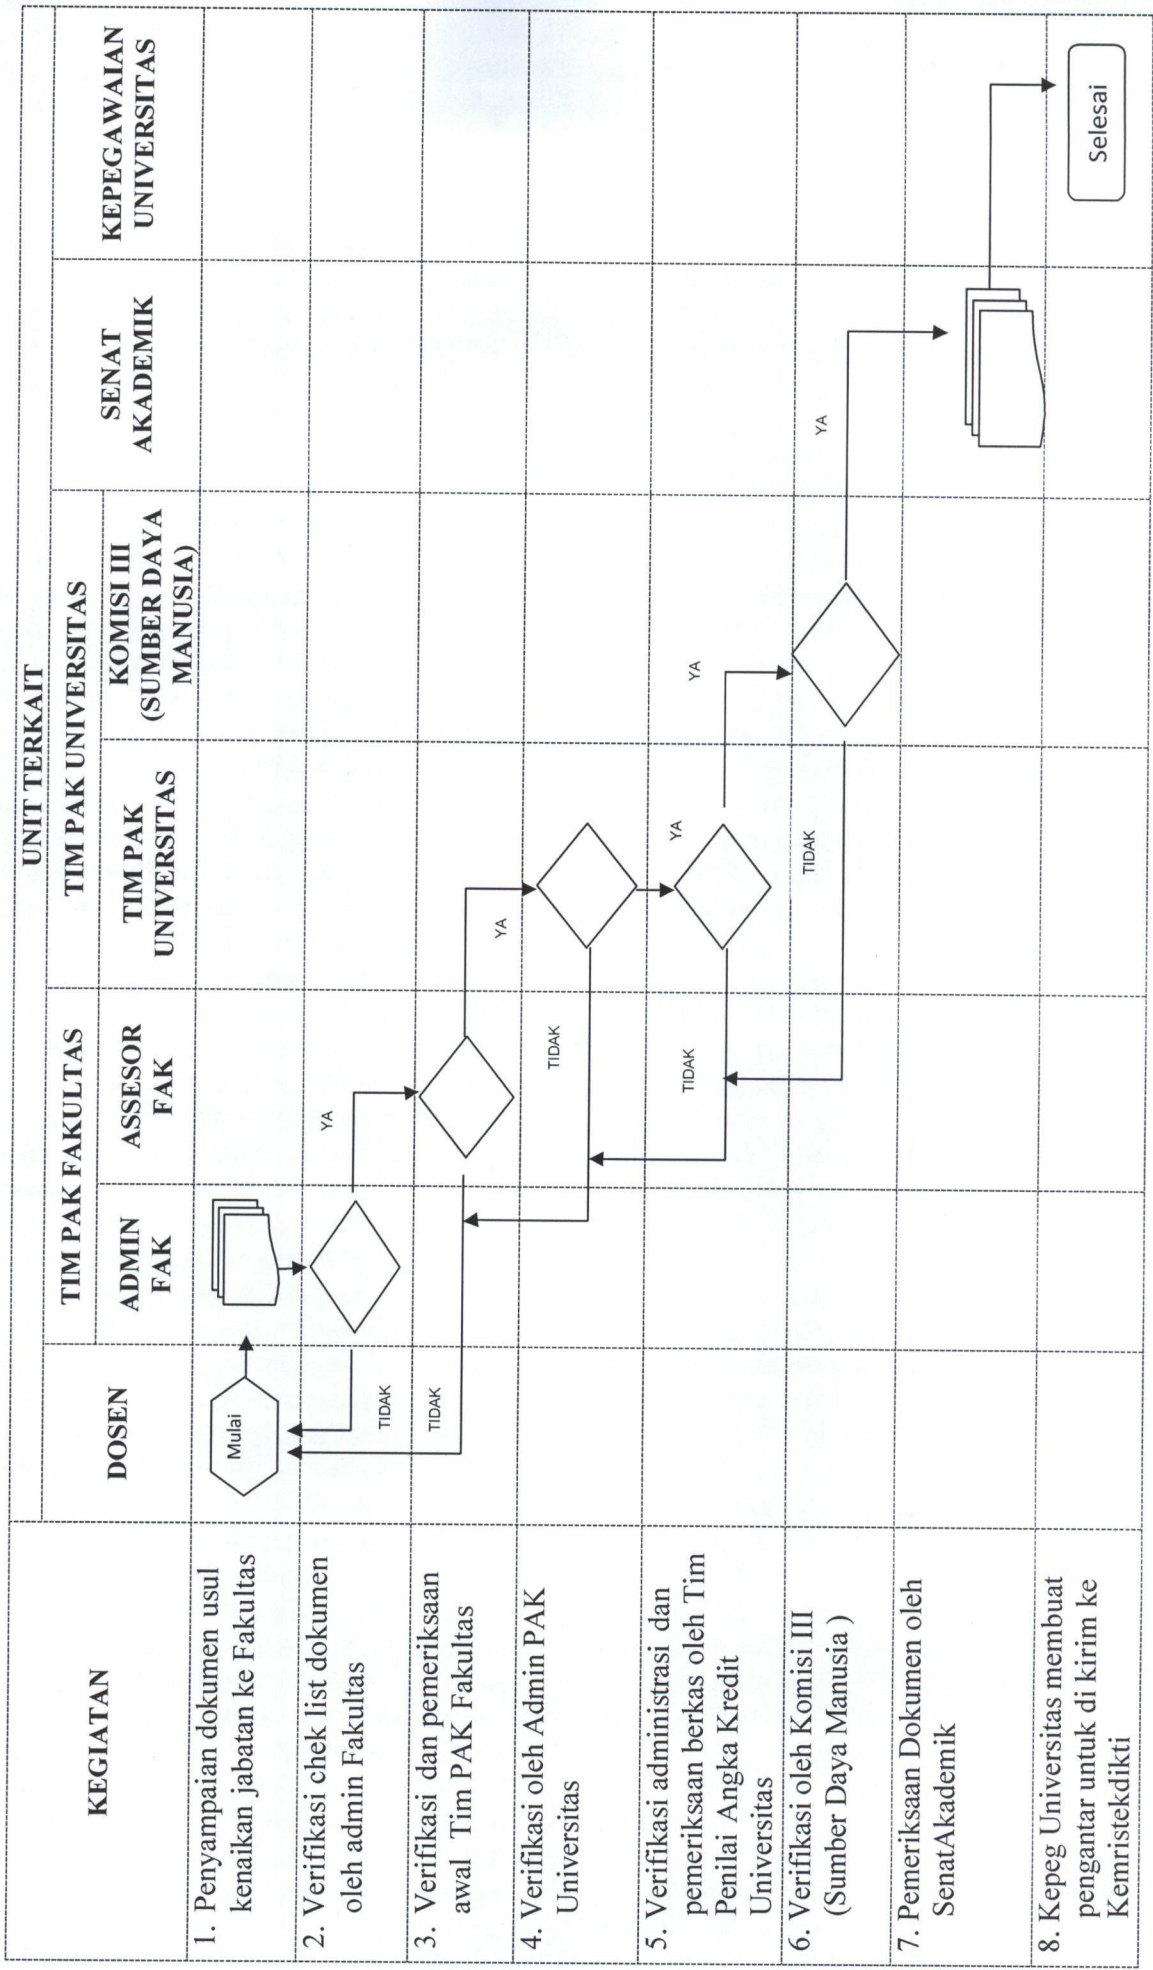 UNIT TERKAIT
KEGIATAN
DOSEN
TIM PAK FAKULTAS
TIM PAK UNIVERSITAS
SENAT
AKADEMIK
KEPEGAWAIAN
UNIVERSITAS
ADMIN
FAK
ASSESOR
FAK
TIM PAK
UNIVERSITAS
KOMISI III
(SUMBER DAYA
MANUSIA)
1. Penyampaian dokumen usul
kenaikan jabatan ke Fakultas
Mulai
2. Verifikasi chek list dokumen
oleh admin Fakultas
TIDAK
YA
3. Verifikasi dan pemeriksaan
awal Tim PAK Fakultas
TIDAK
YA
4. Verifikasi oleh Admin PAK
Universitas
TIDAK
YA
5. Verifikasi administrasi dan
pemeriksaan berkas oleh Tim
Penilai Angka Kredit
Universitas
TIDAK
YA
6. Verifikasi oleh Komisi III
(Sumber Daya Manusia )
TIDAK
YA
7. Pemeriksaan Dokumen oleh
SenatAkademik
8. Kepeg Universitas membuat
pengantar untuk di kirim ke
Kemristekdikti
Selesai